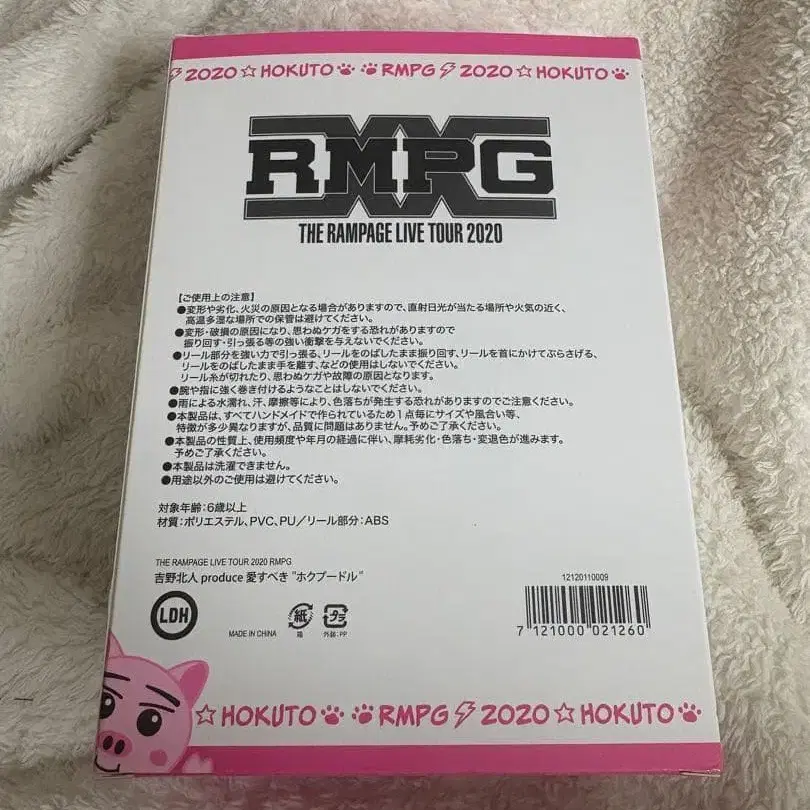 ⚡2020☆HOKUTO🐾 🐾RMPG⚡2020☆HOKUTO🐾
RMPG
THE RAMPAGE LIVE TOUR 2020
【ご使用上の注意】
●変形や劣化、火災の原因となる場合がありますので、直射日光が当たる場所や火気の近く、
高温多湿な場所での保管は避けてください。
●変形・破損の原因になり、思わぬケガをする恐れがありますので
振り回す・引っ張る等の強い衝撃を与えないでください。
●リール部分を強い力で引っ張る、リールをのばしたまま振り回す、リールを首にかけてぶらさげる、
リールをのばしたまま手を離す、などの使用はしないでください。
リール糸が切れたり、思わぬケガや故障の原因となります。
●腕や指に強く巻き付けるようなことはしないでください。
●雨による水濡れ、汗、摩擦等により、色落ちが発生する恐れがありますのでご注意ください。
●本製品は、すべてハンドメイドで作られているため1点毎にサイズや風合い等、
特徴が多少異なりますが、品質に問題はありません。予めご了承ください。
●本製品の性質上、使用頻度や年月の経過に伴い、摩耗劣化・色落ち・変退色が進みます。
予めご了承ください。
●本製品は洗濯できません。
●用途以外のご使用は避けてください。
対象年齢:6歳以上
材質:ポリエステル、PVC、PU/リール部分:ABS
THE RAMPAGE LIVE TOUR 2020 RMPG
吉野北人 produce 愛すべき "ホクプードル"
12120110009
LDH
MADE IN CHINA
紙
箱
プラ
外装:PP
7 121000 021260
☆HOKUTO🐾 🐾RMPG⚡2020☆HOKUTO🐾